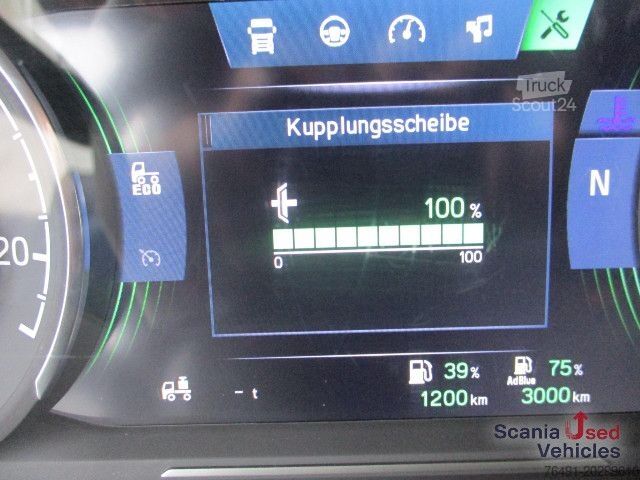 Truck
Scout24
Kupplungsscheibe
ECO
N
100 %
20
0 100
39 % 75 %
AdBlue
- t 1200 km 3000 km
Scania Used
Vehicles